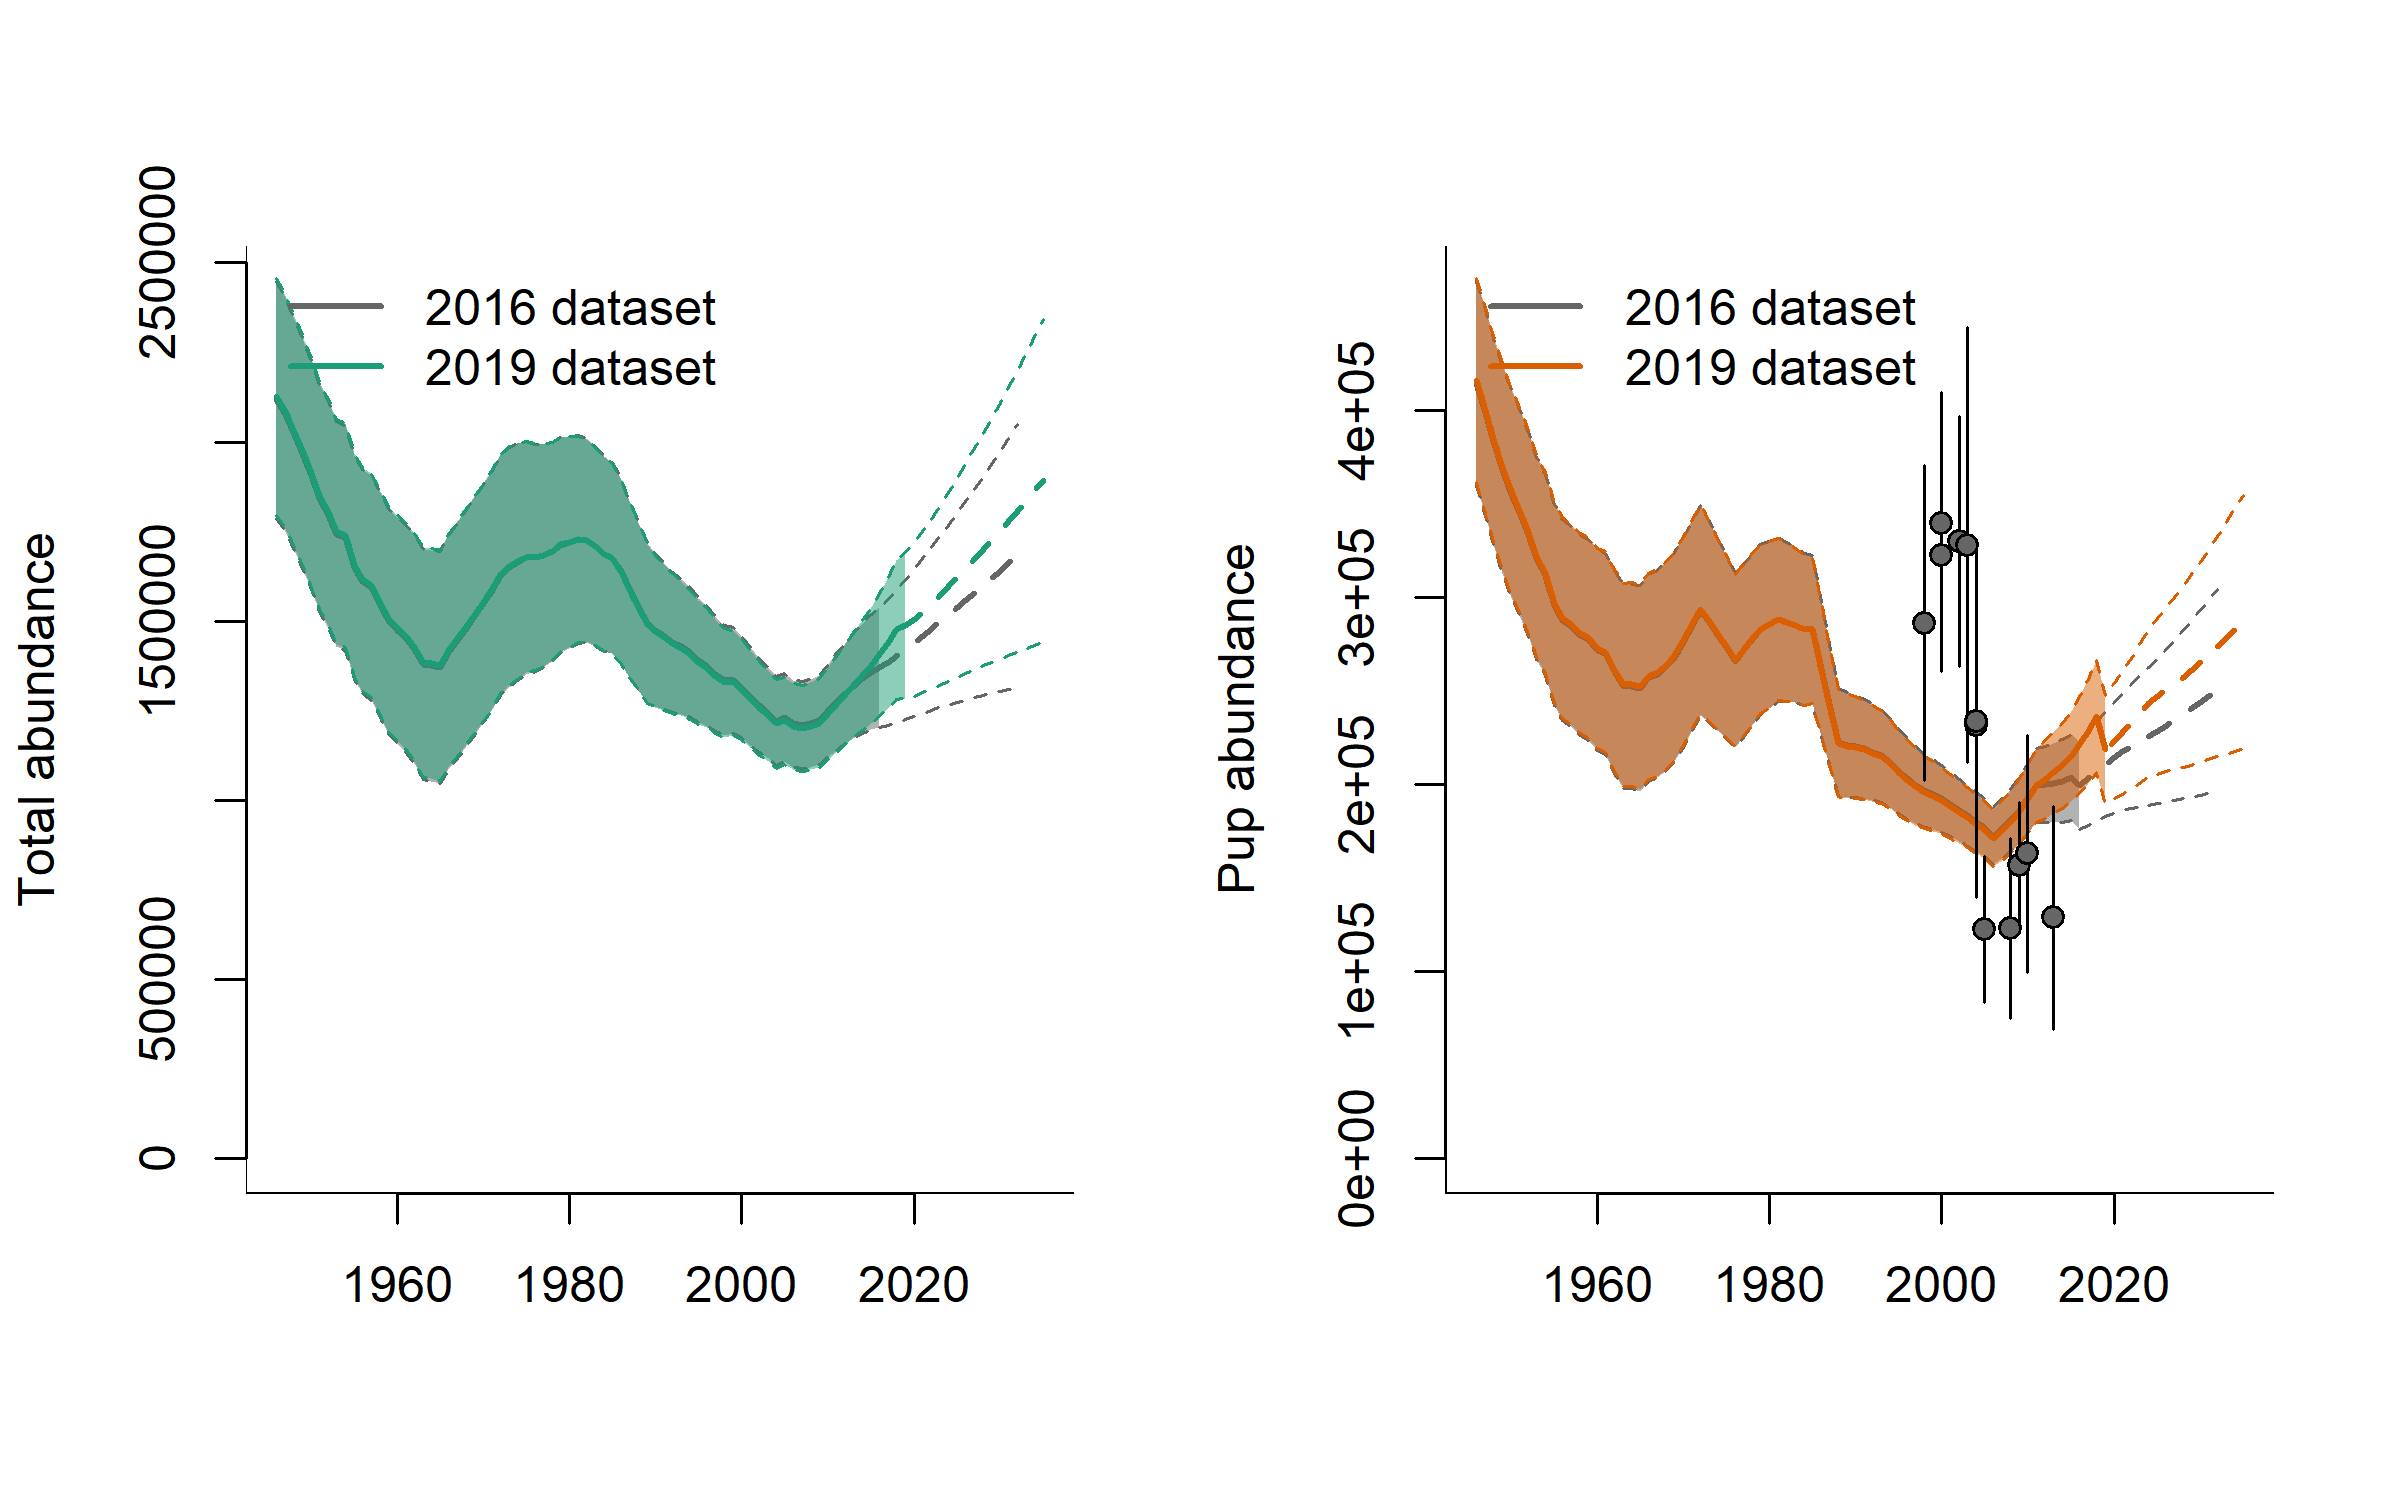 Total abundance
0
500000
1500000
2500000
2016 dataset
2019 dataset
1960
1980
2000
2020
Pup abundance
0e+00
1e+05
2e+05
3e+05
4e+05
2016 dataset
2019 dataset
1960
1980
2000
2020